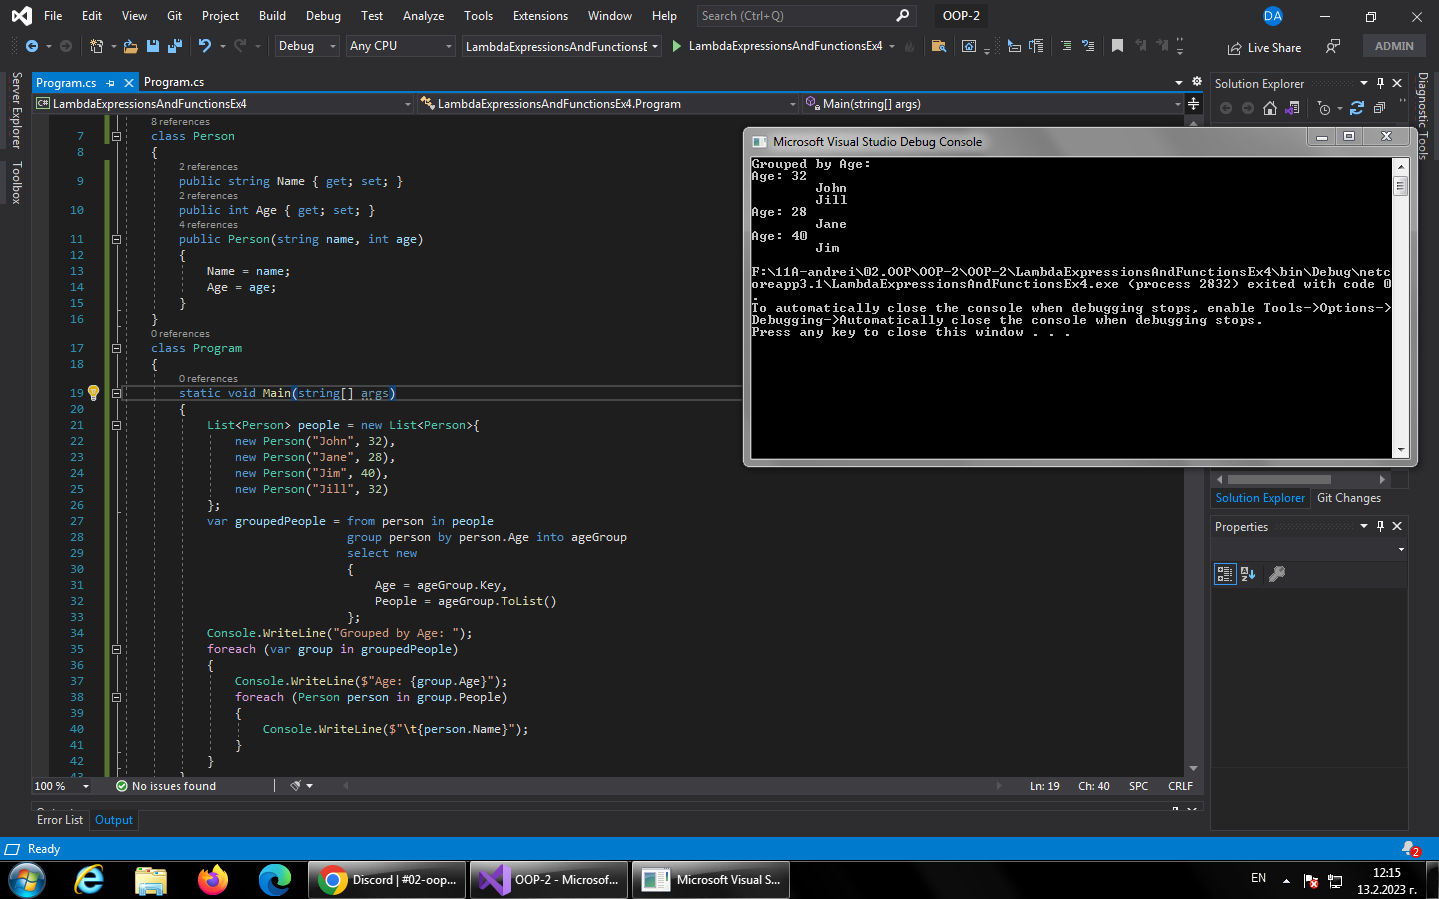 File Edit View Git Project Build Debug Test Analyze Tools Extensions Window Help Search (Ctrl+Q) OOP-2 DA
Debug Any CPU LambdaExpressionsAndFunctionsE LambdaExpressionsAndFunctionsEx4 Live Share ADMIN
Server Explorer
Toolbox
Program.cs Program.cs
LambdaExpressionsAndFunctionsEx4 LambdaExpressionsAndFunctionsEx4.Program Main(string[] args)
8 references
7 class Person
8 {
2 references
9 public string Name { get; set; }
2 references
10 public int Age { get; set; }
4 references
11 public Person(string name, int age)
12 {
13 Name = name;
14 Age = age;
15 }
16 }
0 references
17 class Program
18 {
0 references
19 static void Main(string[] args)
20 {
21 List<Person> people = new List<Person>{
22 new Person("John", 32),
23 new Person("Jane", 28),
24 new Person("Jim", 40),
25 new Person("Jill", 32)
26 };
27 var groupedPeople = from person in people
28 group person by person.Age into ageGroup
29 select new
30 {
31 Age = ageGroup.Key,
32 People = ageGroup.ToList()
33 };
34 Console.WriteLine("Grouped by Age: ");
35 foreach (var group in groupedPeople)
36 {
37 Console.WriteLine($"Age: {group.Age}");
38 foreach (Person person in group.People)
39 {
40 Console.WriteLine($"\t{person.Name}");
41 }
42 }
43 }
100 % No issues found Ln: 19 Ch: 40 SPC CRLF
Error List Output
Ready 2
Microsoft Visual Studio Debug Console
Grouped by Age:
Age: 32
John
Jill
Age: 28
Jane
Age: 40
Jim
F:\11A-andrei\02.OOP\OOP-2\OOP-2\LambdaExpressionsAndFunctionsEx4\bin\Debug\netc
oreapp3.1\LambdaExpressionsAndFunctionsEx4.exe (process 2832) exited with code 0
.
To automatically close the console when debugging stops, enable Tools->Options->
Debugging->Automatically close the console when debugging stops.
Press any key to close this window . . .
Solution Explorer
Diagnostic Tools
Solution Explorer Git Changes
Properties
Discord | #02-oop... OOP-2 - Microsof... Microsoft Visual S... EN 12:15
13.2.2023 г.